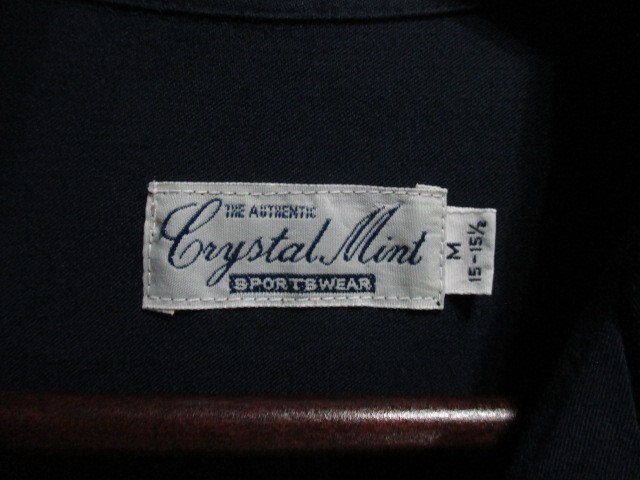 THE AUTHENTIC
Crystal Mint
SPORTSWEAR
M
15-15½